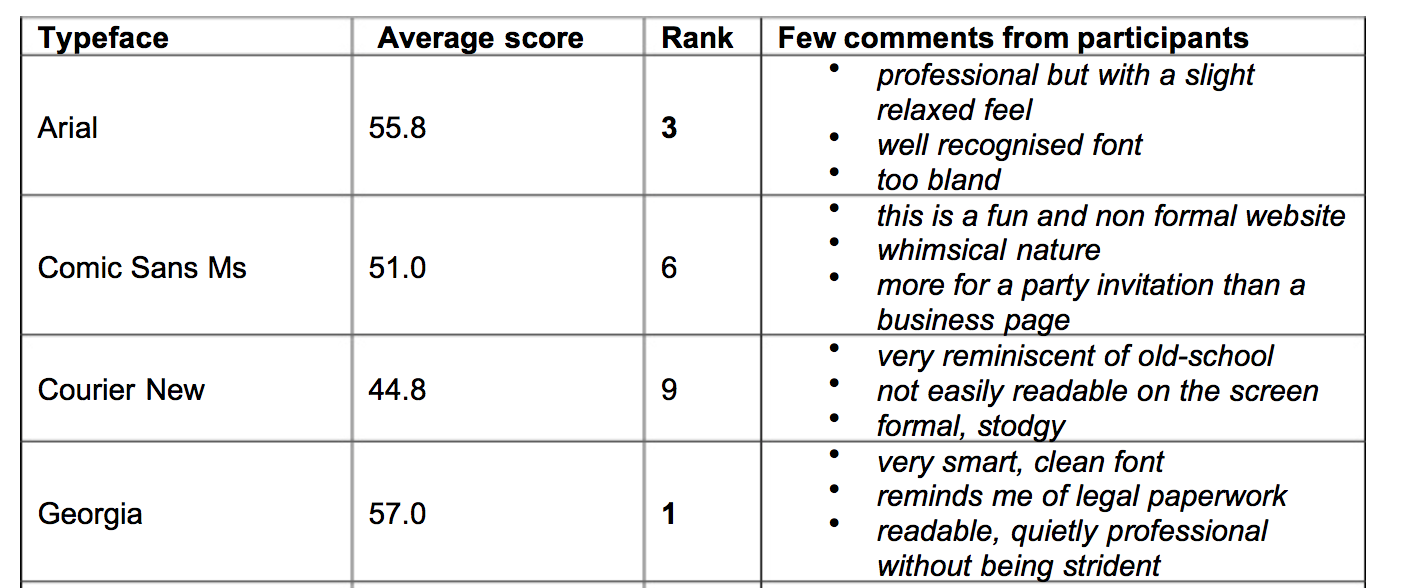 Typeface Average score Rank Few comments from participants
Arial 55.8 3
• professional but with a slight
relaxed feel
• well recognised font
• too bland
Comic Sans Ms 51.0 6
• this is a fun and non formal website
• whimsical nature
• more for a party invitation than a
business page
Courier New 44.8 9
• very reminiscent of old-school
• not easily readable on the screen
• formal, stodgy
Georgia 57.0 1
• very smart, clean font
• reminds me of legal paperwork
• readable, quietly professional
without being strident